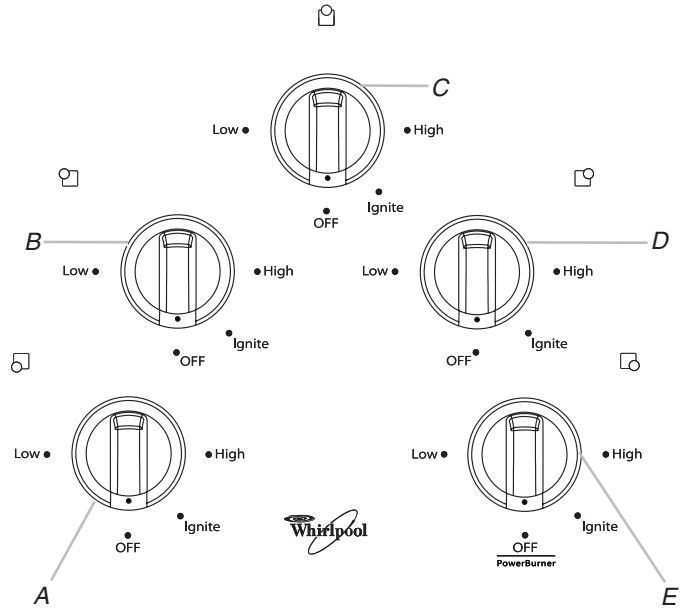 C
Low
High
Ignite
OFF
B
D
Low
High
Low
High
Ignite
OFF
Ignite
OFF
Low
High
Low
High
Ignite
OFF
Whirlpool
Ignite
OFF
PowerBurner
A
E